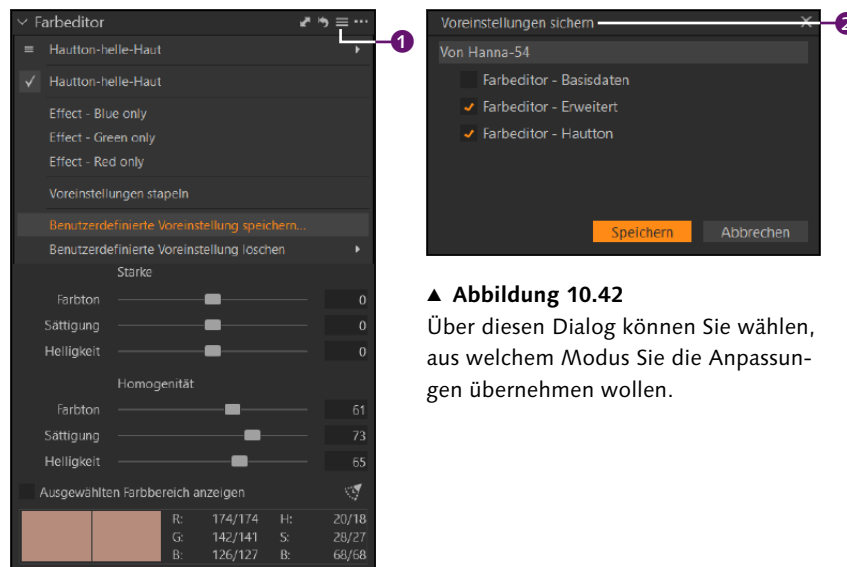 Farbeditor
❶
Hautton-helle-Haut
Hautton-helle-Haut
Effect - Blue only
Effect - Green only
Effect - Red only
Voreinstellungen stapeln
Benutzerdefinierte Voreinstellung speichern...
Benutzerdefinierte Voreinstellung löschen
Stärke
Farbton 0
Sättigung 0
Helligkeit 0
Homogenität
Farbton 61
Sättigung 73
Helligkeit 65
Ausgewählten Farbbereich anzeigen
R: 174/174 H: 20/18
G: 142/141 S: 28/27
B: 126/127 B: 68/68
Voreinstellungen sichern
❷
Von Hanna-54
Farbeditor - Basisdaten
Farbeditor - Erweitert
Farbeditor - Hautton
Speichern Abbrechen
▲ Abbildung 10.42
Über diesen Dialog können Sie wählen,
aus welchem Modus Sie die Anpassun-
gen übernehmen wollen.